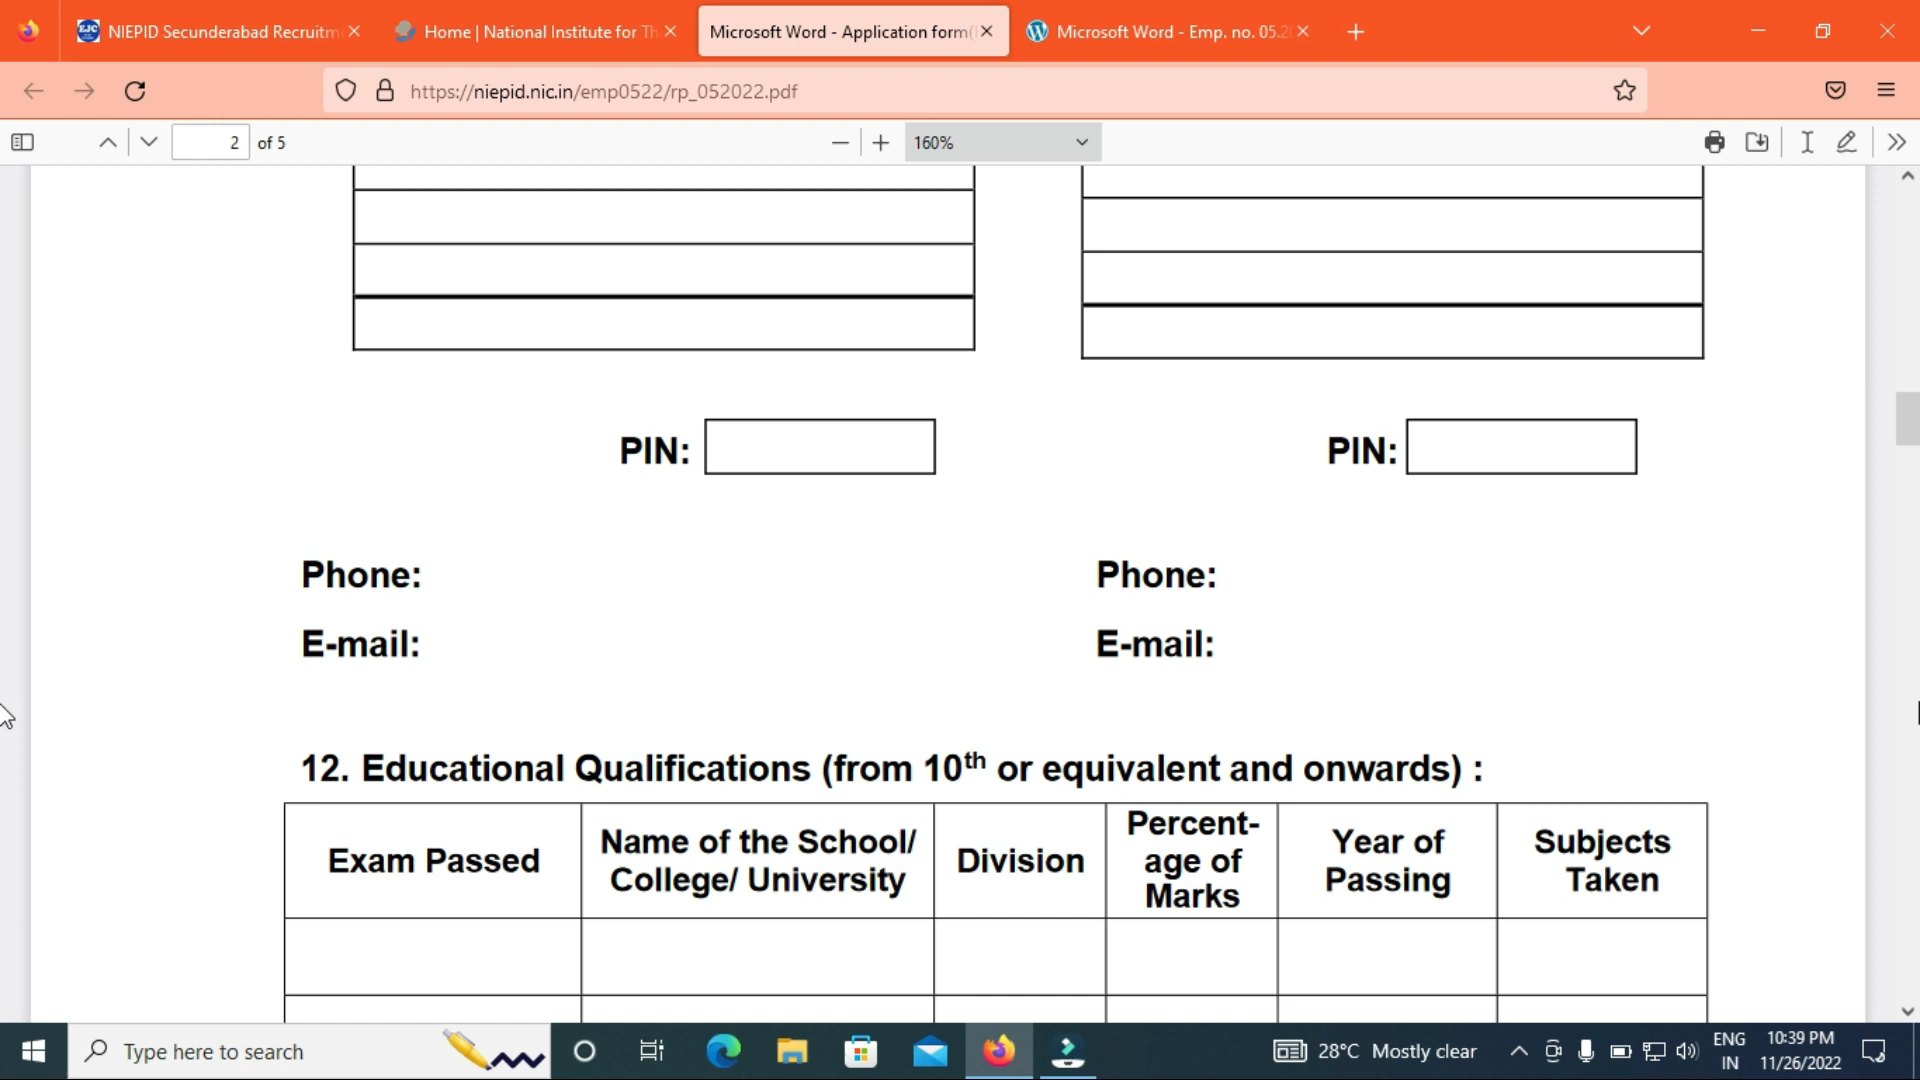 NIEPID Secunderabad Recruitm
Home | National Institute for Th
Microsoft Word - Application form(
Microsoft Word - Emp. no. 05.2
https://niepid.nic.in/emp0522/rp_052022.pdf
2 of 5
160%
PIN:
PIN:
Phone:
Phone:
E-mail:
E-mail:
12. Educational Qualifications (from 10th or equivalent and onwards) :
Exam Passed
Name of the School/
College/ University
Division
Percent-
age of
Marks
Year of
Passing
Subjects
Taken
Type here to search
28°C Mostly clear
ENG
IN
10:39 PM
11/26/2022